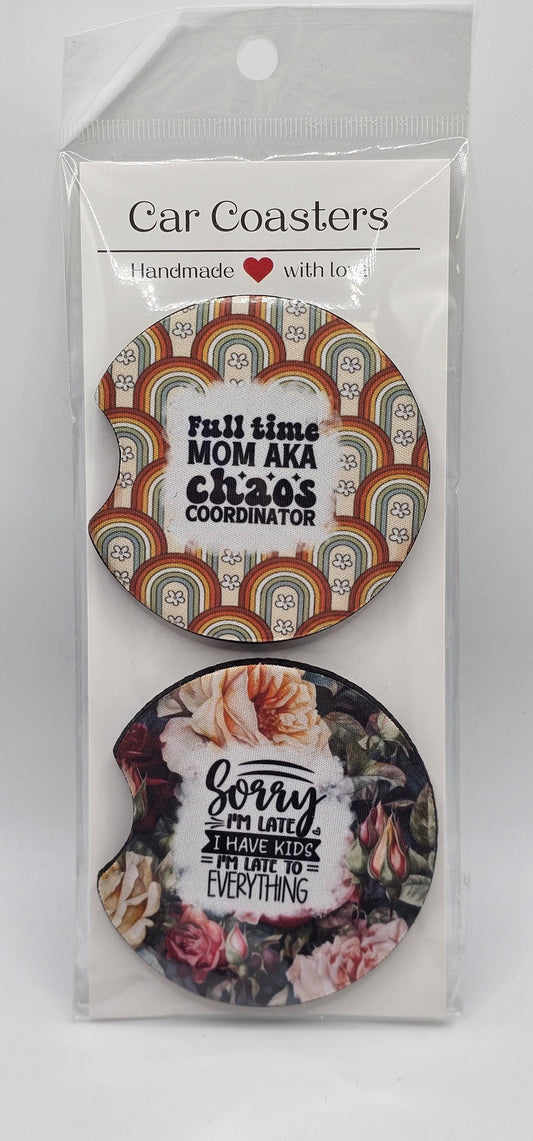 Car Coasters
Handmade ❤ with love
Full time
MOM AKA
chaos
COORDINATOR
Sorry
I'M LATE
I HAVE KIDS
I'M LATE TO
EVERYTHING